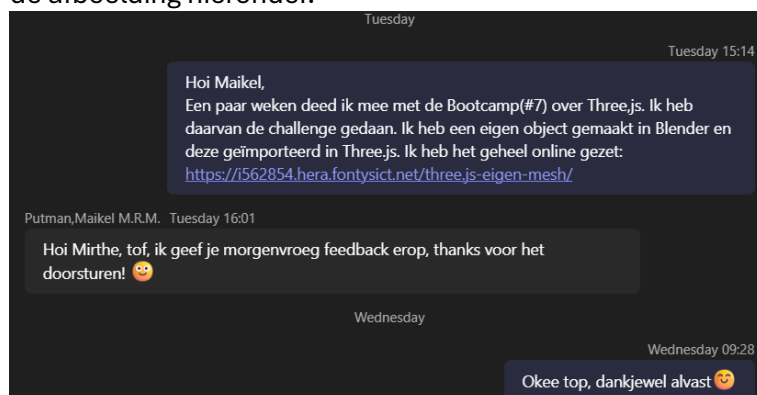 de afbeelding hieronder.
Tuesday
Tuesday 15:14
Hoi Maikel,
Een paar weken deed ik mee met de Bootcamp(#7) over Three,js. Ik heb
daarvan de challenge gedaan. Ik heb een eigen object gemaakt in Blender en
deze geïmporteerd in Three.js. Ik heb het geheel online gezet:
https://i562854.hera.fontysict.net/three.js-eigen-mesh/
Putman,Maikel M.R.M. Tuesday 16:01
Hoi Mirthe, tof, ik geef je morgenvroeg feedback erop, thanks voor het
doorsturen!
Wednesday
Wednesday 09:28
Okee top, dankjewel alvast